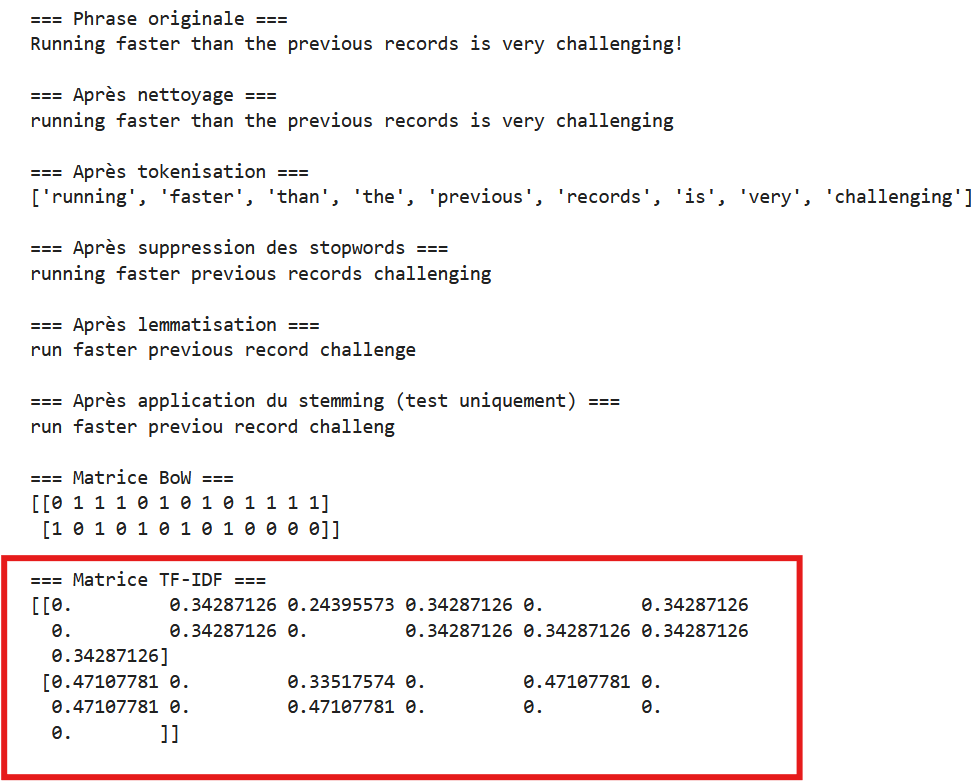 === Phrase originale ===
Running faster than the previous records is very challenging!
=== Après nettoyage ===
running faster than the previous records is very challenging
=== Après tokenisation ===
['running', 'faster', 'than', 'the', 'previous', 'records', 'is', 'very', 'challenging']
=== Après suppression des stopwords ===
running faster previous records challenging
=== Après lemmatisation ===
run faster previous record challenge
=== Après application du stemming (test uniquement) ===
run faster previou record challeng
=== Matrice BoW ===
[[0 1 1 1 0 1 0 1 0 1 1 1 1]
[1 0 1 0 1 0 1 0 1 0 0 0 0]]
=== Matrice TF-IDF ===
[[0. 0.34287126 0.24395573 0.34287126 0. 0.34287126
0. 0.34287126 0. 0.34287126 0.34287126 0.34287126
0.34287126]
[0.47107781 0. 0.33517574 0. 0.47107781 0.
0.47107781 0. 0.47107781 0. 0. 0.
0. ]]